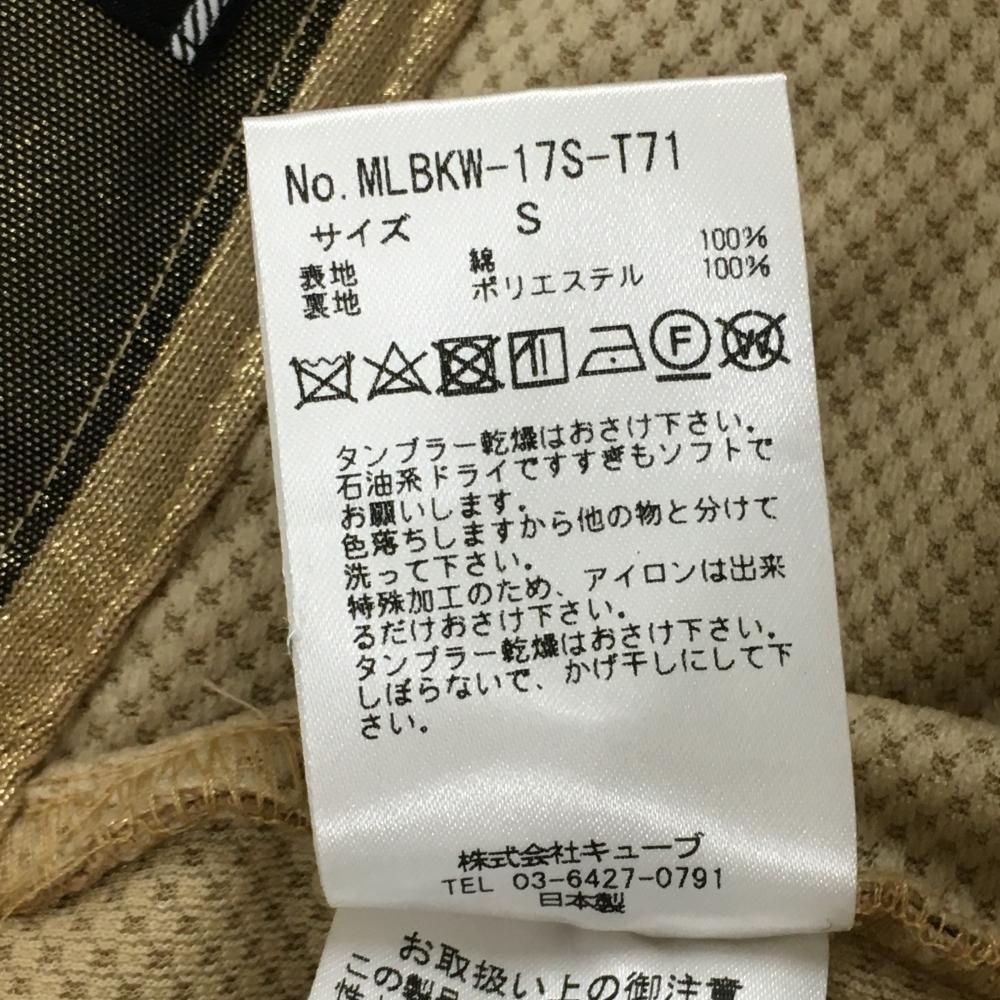 No. MLBKW-17S-T71
サイズ S
表地 綿 100%
裏地 ポリエステル 100%
F W
タンブラー乾燥はおさけ下さい。
石油系ドライですすぎもソフトで
お願いします。
色落ちしますから他の物と分けて
洗って下さい。
特殊加工のため、アイロンは出来
るだけおさけ下さい。
タンブラー乾燥はおさけ下さい。
しぼらないで、かげ干しにして下
さい。
株式会社キューブ
TEL 03-6427-0791
日本製
お取扱い上の御注意
この製品